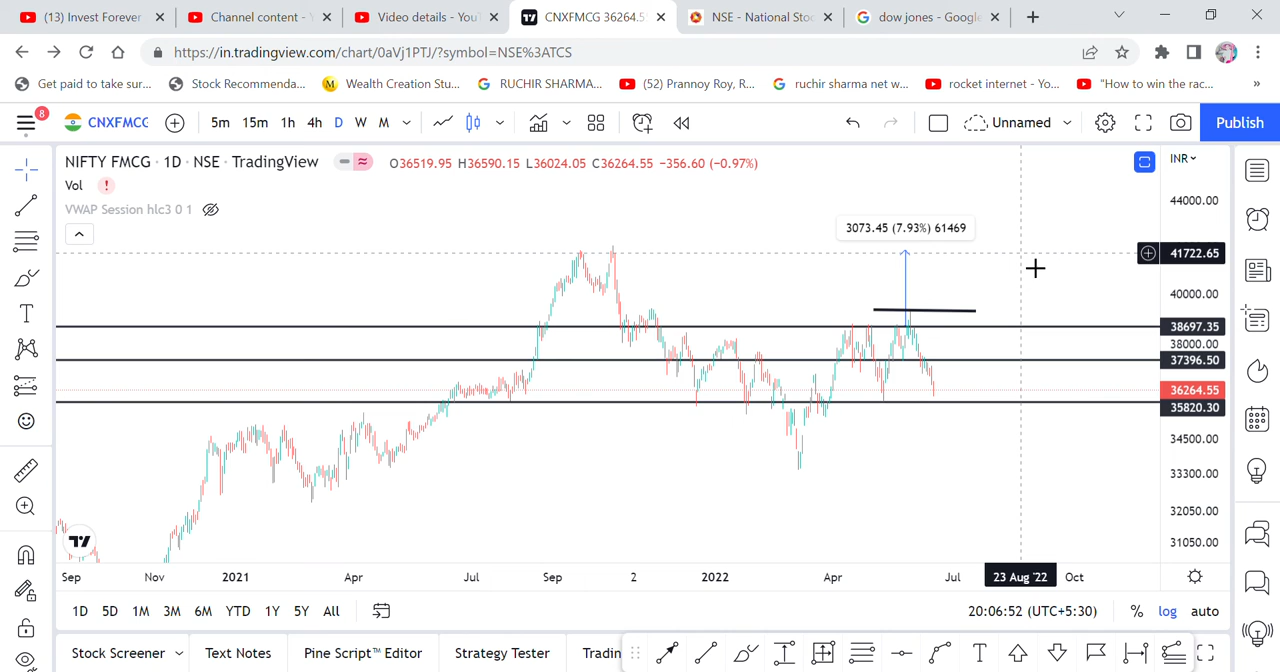 (13) Invest Forever
Channel content -
Video details - You
CNXFMCG 36264.5
NSE - National Sto
dow jones - Google
https://in.tradingview.com/chart/0aVj1PTJ/?symbol=NSE%3ATCS
Get paid to take sur...
Stock Recommenda...
Wealth Creation Stu...
RUCHIR SHARMA...
(52) Prannoy Roy, R...
ruchir sharma net w...
rocket internet - Yo...
"How to win the rac...
»
8
CNXFMCG
5m 15m 1h 4h D W M
Unnamed
Publish
NIFTY FMCG · 1D · NSE · TradingView
O36519.95 H36590.15 L36024.05 C36264.55 −356.60 (−0.97%)
INR
Vol
VWAP Session hlc3 0 1
44000.00
3073.45 (7.93%) 61469
41722.65
40000.00
38697.35
38000.00
37396.50
36264.55
35820.30
34500.00
33300.00
32050.00
31050.00
Sep Nov 2021 Apr Jul Sep 2 2022 Apr Jul 23 Aug '22 Oct
1D 5D 1M 3M 6M YTD 1Y 5Y All
20:06:52 (UTC+5:30)
% log auto
Stock Screener
Text Notes
Pine Script™ Editor
Strategy Tester
Tradin